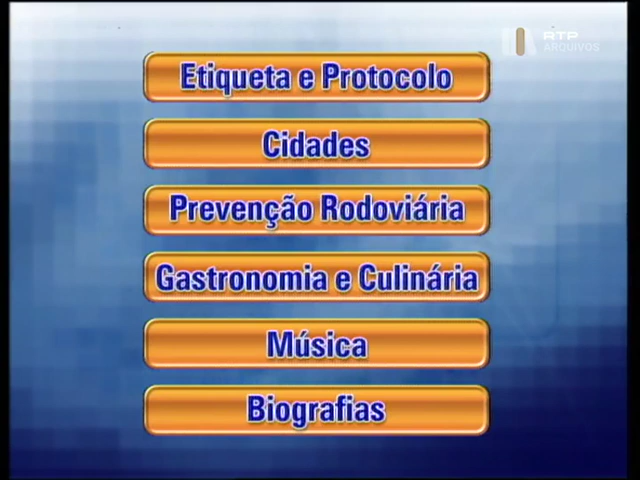 RTP
ARQUIVOS
Etiqueta e Protocolo
Cidades
Prevenção Rodoviária
Gastronomia e Culinária
Música
Biografias